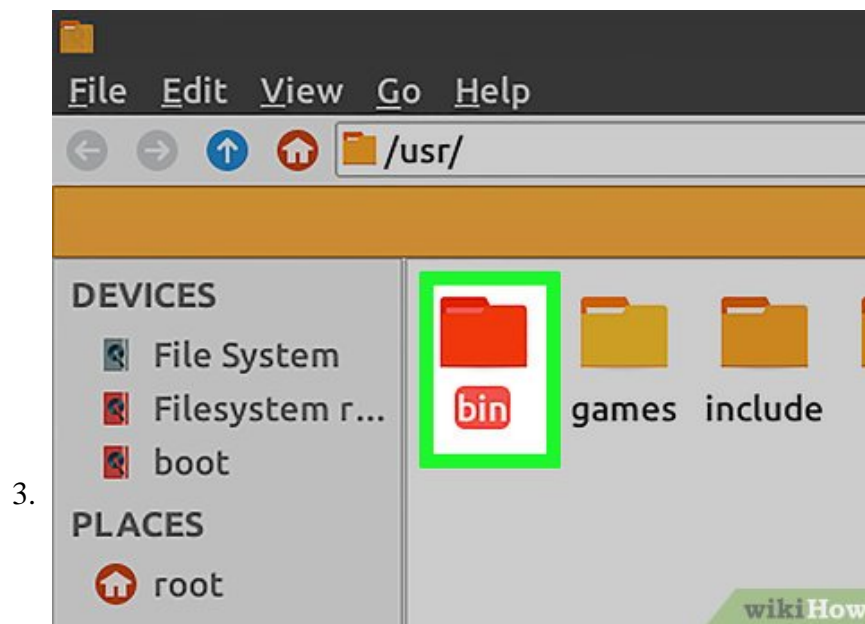 File Edit View Go Help
/usr/
DEVICES
File System
Filesystem r...
boot
PLACES
root
bin games include
3.
wikiHow